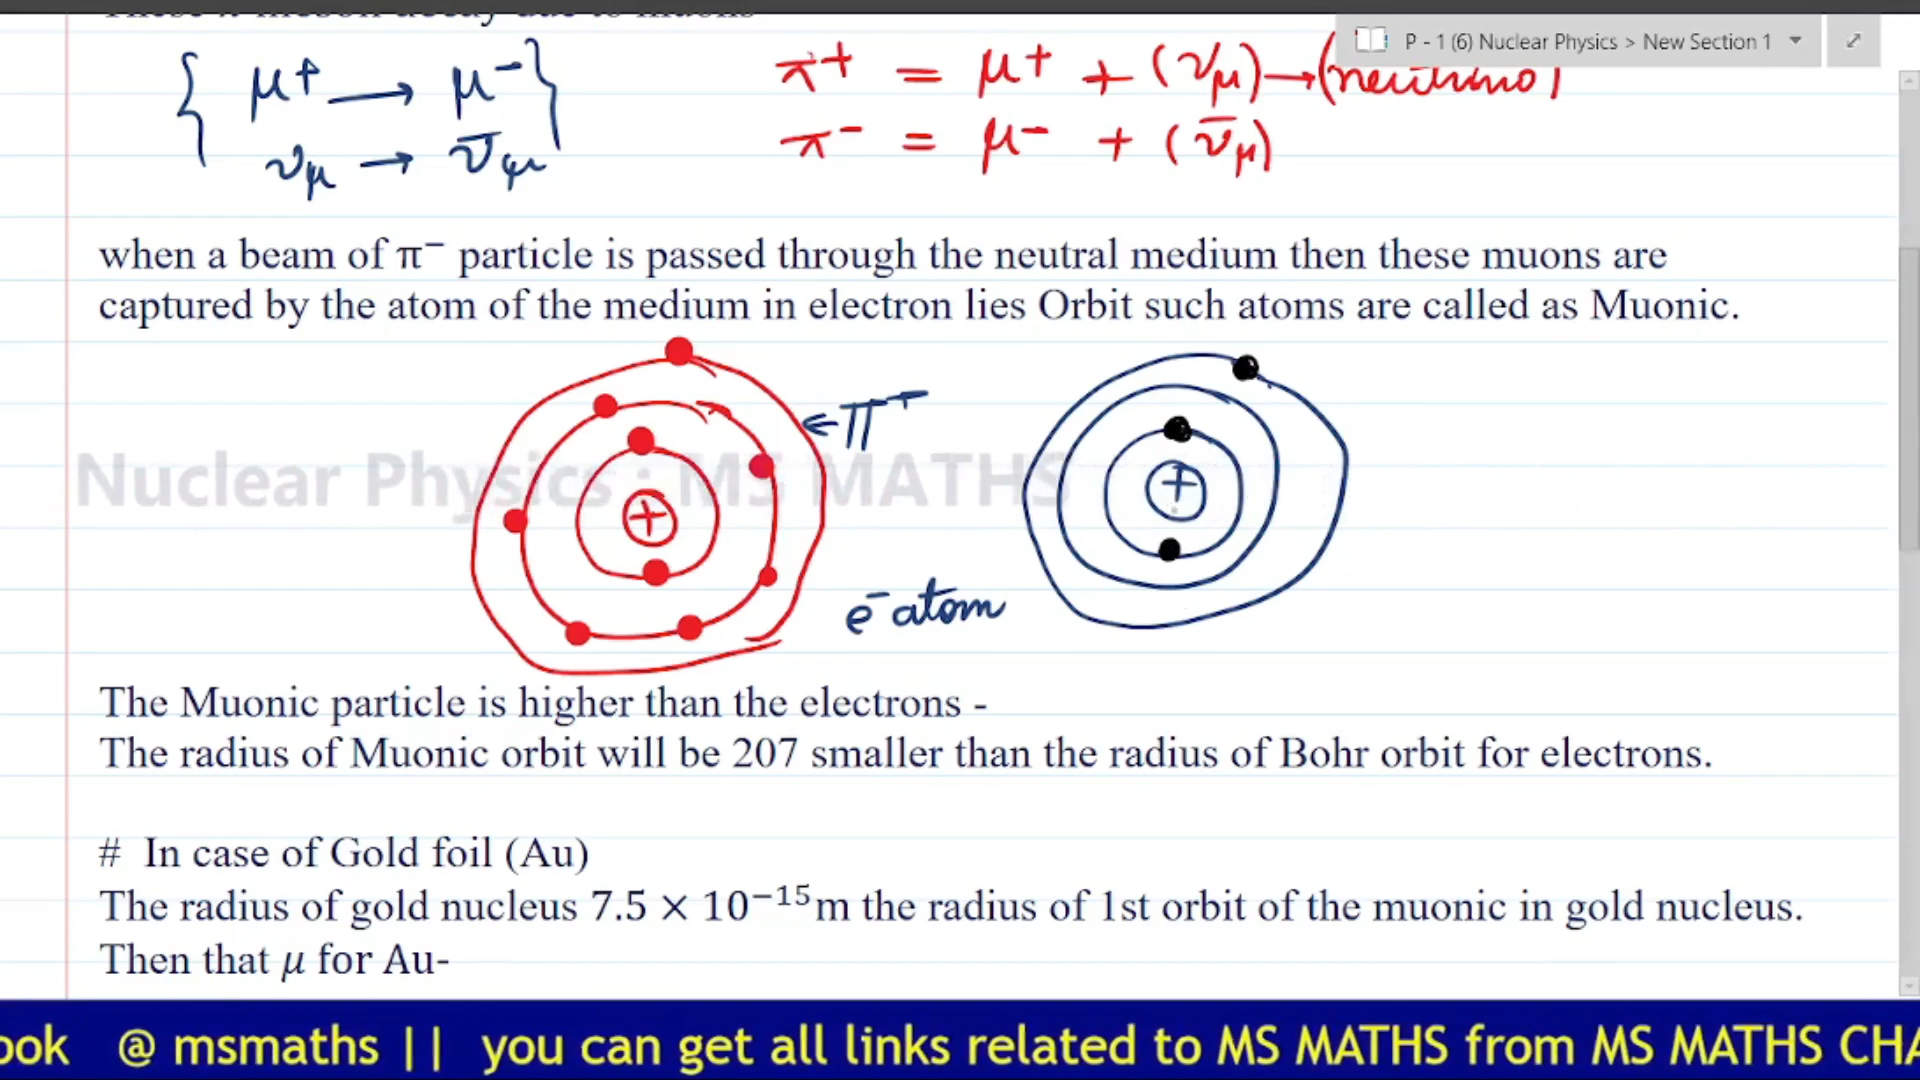 P - 1 (6) Nuclear Physics > New Section 1
μ+ → μ-
π+ = μ+ + (νμ) → (neutrino)
νμ → ν̄μ
π- = μ- + (ν̄μ)
when a beam of π⁻ particle is passed through the neutral medium then these muons are
captured by the atom of the medium in electron lies Orbit such atoms are called as Muonic.
← π
+
+
Nuclear Physics : MS MATHS
e⁻ atom
The Muonic particle is higher than the electrons -
The radius of Muonic orbit will be 207 smaller than the radius of Bohr orbit for electrons.
# In case of Gold foil (Au)
The radius of gold nucleus 7.5 × 10⁻¹⁵m the radius of 1st orbit of the muonic in gold nucleus.
Then that μ for Au-
ook @ msmaths || you can get all links related to MS MATHS from MS MATHS CHA